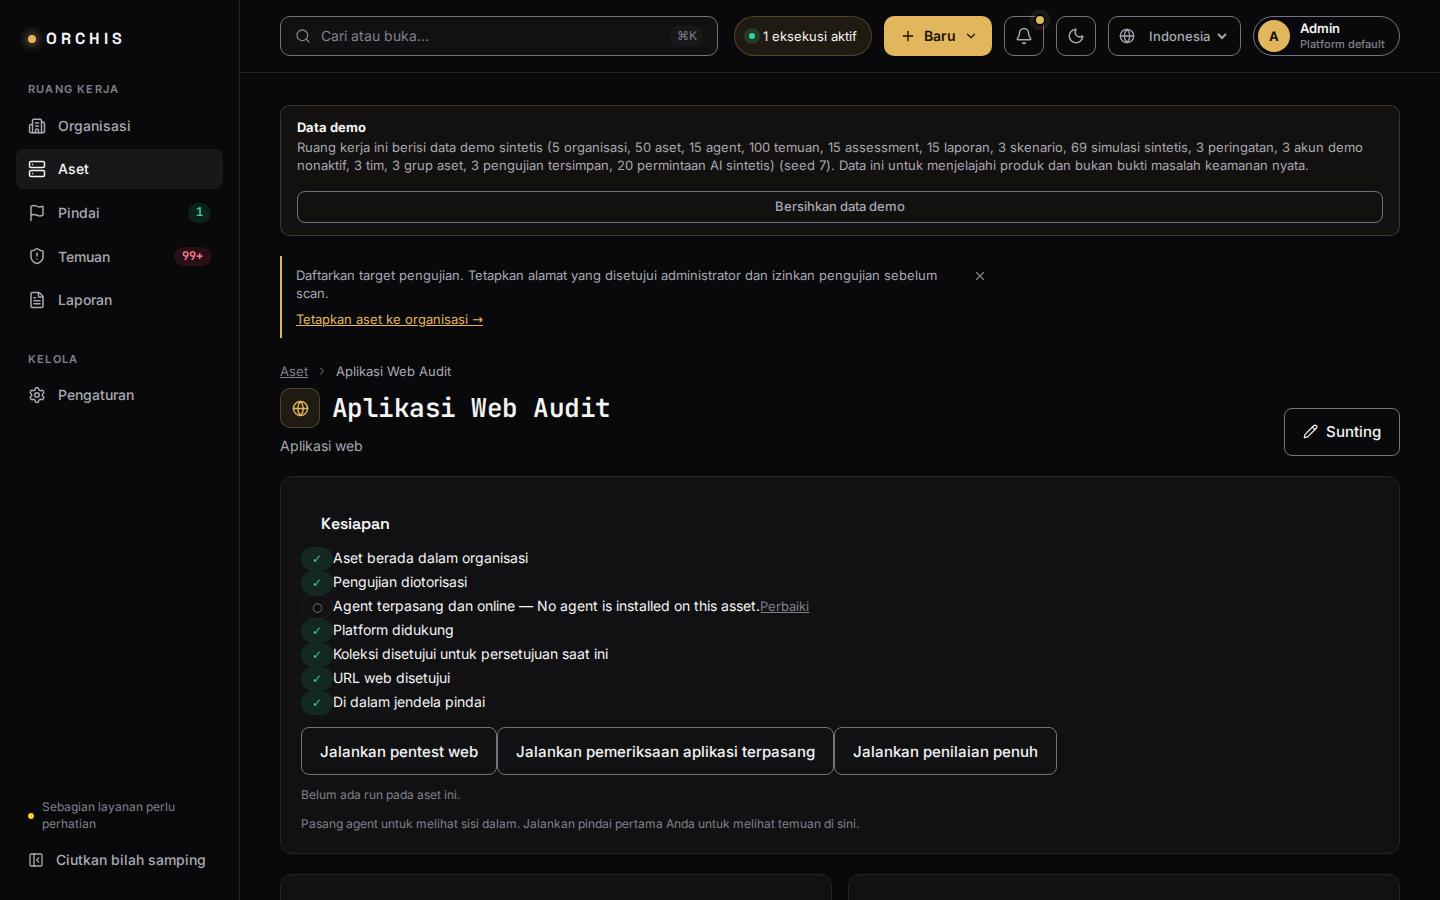 ORCHIS
Cari atau buka...
⌘K
1 eksekusi aktif
Baru
Indonesia
A
Admin
Platform default
RUANG KERJA
Organisasi
Aset
Pindai
1
Temuan
99+
Laporan
KELOLA
Pengaturan
Sebagian layanan perlu
perhatian
Ciutkan bilah samping
Data demo
Ruang kerja ini berisi data demo sintetis (5 organisasi, 50 aset, 15 agent, 100 temuan, 15 assessment, 15 laporan, 3 skenario, 69 simulasi sintetis, 3 peringatan, 3 akun demo
nonaktif, 3 tim, 3 grup aset, 3 pengujian tersimpan, 20 permintaan AI sintetis) (seed 7). Data ini untuk menjelajahi produk dan bukan bukti masalah keamanan nyata.
Bersihkan data demo
Daftarkan target pengujian. Tetapkan alamat yang disetujui administrator dan izinkan pengujian sebelum
scan.
Tetapkan aset ke organisasi →
Aset > Aplikasi Web Audit
Aplikasi Web Audit
Aplikasi web
Sunting
Kesiapan
✓ Aset berada dalam organisasi
✓ Pengujian diotorisasi
○ Agent terpasang dan online — No agent is installed on this asset.Perbaiki
✓ Platform didukung
✓ Koleksi disetujui untuk persetujuan saat ini
✓ URL web disetujui
✓ Di dalam jendela pindai
Jalankan pentest web
Jalankan pemeriksaan aplikasi terpasang
Jalankan penilaian penuh
Belum ada run pada aset ini.
Pasang agent untuk melihat sisi dalam. Jalankan pindai pertama Anda untuk melihat temuan di sini.